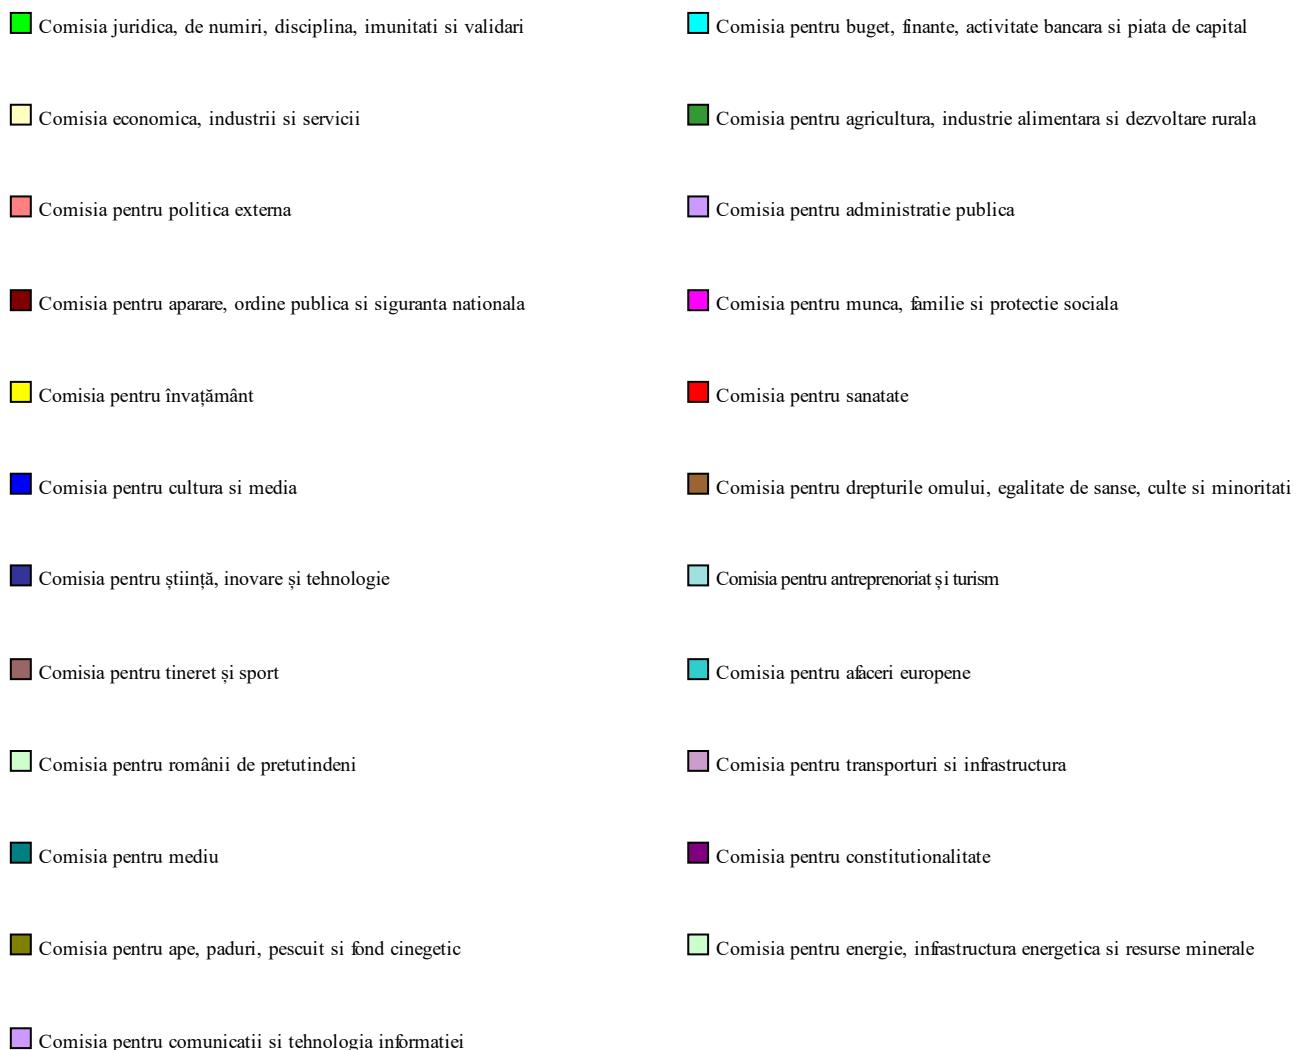 Comisia juridica, de numiri, disciplina, imunitati si validari
Comisia pentru buget, finante, activitate bancara si piata de capital
Comisia economica, industrii si servicii
Comisia pentru agricultura, industrie alimentara si dezvoltare rurala
Comisia pentru politica externa
Comisia pentru administratie publica
Comisia pentru aparare, ordine publica si siguranta nationala
Comisia pentru munca, familie si protectie sociala
Comisia pentru învațământ
Comisia pentru sanatate
Comisia pentru cultura si media
Comisia pentru drepturile omului, egalitate de sanse, culte si minoritati
Comisia pentru știință, inovare și tehnologie
Comisia pentru antreprenoriat și turism
Comisia pentru tineret și sport
Comisia pentru afaceri europene
Comisia pentru românii de pretutindeni
Comisia pentru transporturi si infrastructura
Comisia pentru mediu
Comisia pentru constitutionalitate
Comisia pentru ape, paduri, pescuit si fond cinegetic
Comisia pentru energie, infrastructura energetica si resurse minerale
Comisia pentru comunicatii si tehnologia informatiei